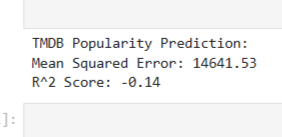 TMDB Popularity Prediction:
Mean Squared Error: 14641.53
R^2 Score: -0.14
]: